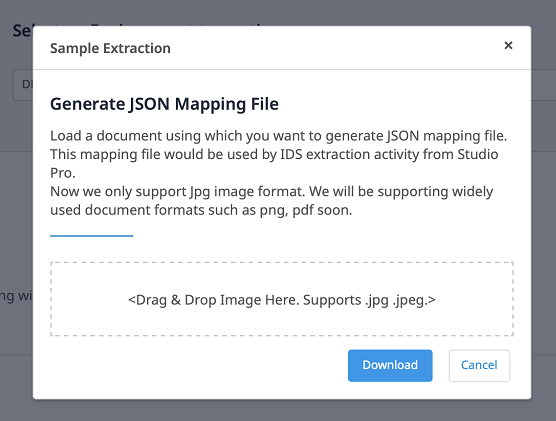 Sample Extraction
×
Generate JSON Mapping File
Load a document using which you want to generate JSON mapping file.
This mapping file would be used by IDS extraction activity from Studio
Pro.
Now we only support Jpg image format. We will be supporting widely
used document formats such as png, pdf soon.
<Drag & Drop Image Here. Supports .jpg .jpeg.>
Download
Cancel